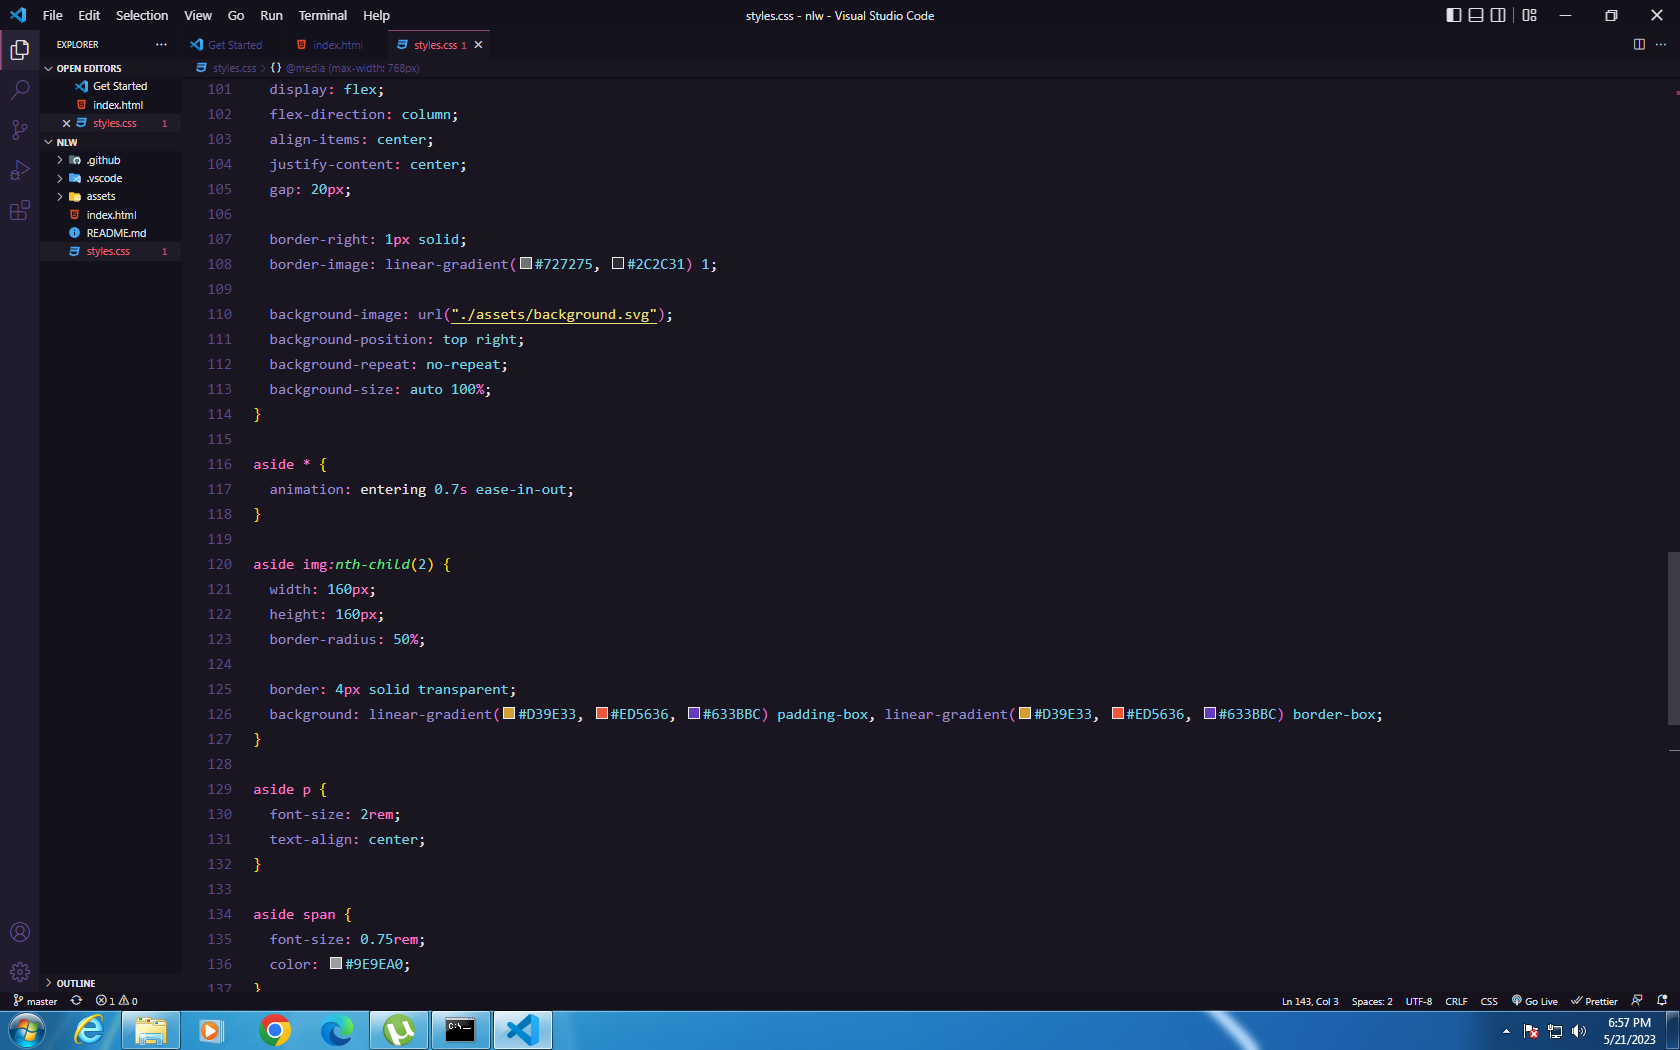 File Edit Selection View Go Run Terminal Help
styles.css - nlw - Visual Studio Code
EXPLORER
Get Started index.html styles.css 1
OPEN EDITORS
styles.css > {} @media (max-width: 768px)
Get Started
index.html
styles.css 1
NLW
.github
.vscode
assets
index.html
README.md
styles.css 1
OUTLINE
101 display: flex;
102 flex-direction: column;
103 align-items: center;
104 justify-content: center;
105 gap: 20px;
106
107 border-right: 1px solid;
108 border-image: linear-gradient(#727275, #2C2C31) 1;
109
110 background-image: url("./assets/background.svg");
111 background-position: top right;
112 background-repeat: no-repeat;
113 background-size: auto 100%;
114 }
115
116 aside * {
117 animation: entering 0.7s ease-in-out;
118 }
119
120 aside img:nth-child(2) {
121 width: 160px;
122 height: 160px;
123 border-radius: 50%;
124
125 border: 4px solid transparent;
126 background: linear-gradient(#D39E33, #ED5636, #633BBC) padding-box, linear-gradient(#D39E33, #ED5636, #633BBC) border-box;
127 }
128
129 aside p {
130 font-size: 2rem;
131 text-align: center;
132 }
133
134 aside span {
135 font-size: 0.75rem;
136 color: #9E9EA0;
137 }
master 1 0
Ln 143, Col 3 Spaces: 2 UTF-8 CRLF CSS Go Live Prettier
6:57 PM
5/21/2023